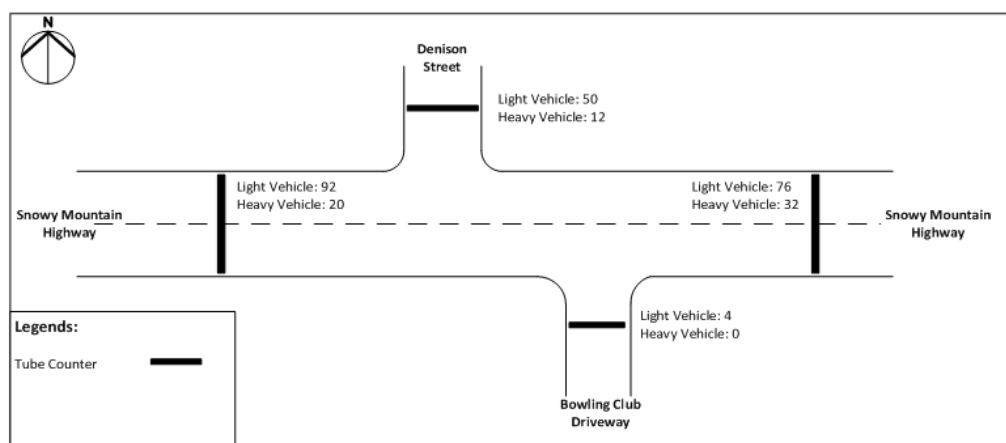 N
Denison
Street
Light Vehicle: 50
Heavy Vehicle: 12
Light Vehicle: 92
Heavy Vehicle: 20
Light Vehicle: 76
Heavy Vehicle: 32
Snowy Mountain
Highway
Snowy Mountain
Highway
Light Vehicle: 4
Heavy Vehicle: 0
Legends:
Tube Counter
Bowling Club
Driveway